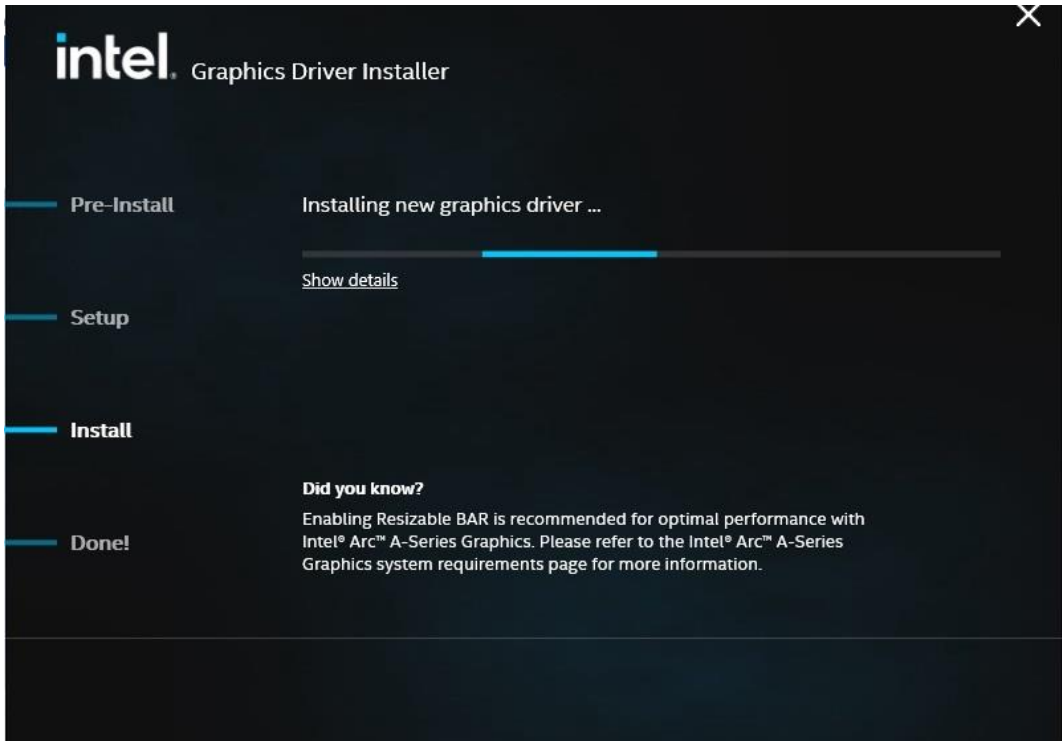 intel. Graphics Driver Installer
Pre-Install
Installing new graphics driver ...
Show details
Setup
Install
Did you know?
Enabling Resizable BAR is recommended for optimal performance with
Intel® Arc™ A-Series Graphics. Please refer to the Intel® Arc™ A-Series
Graphics system requirements page for more information.
Done!